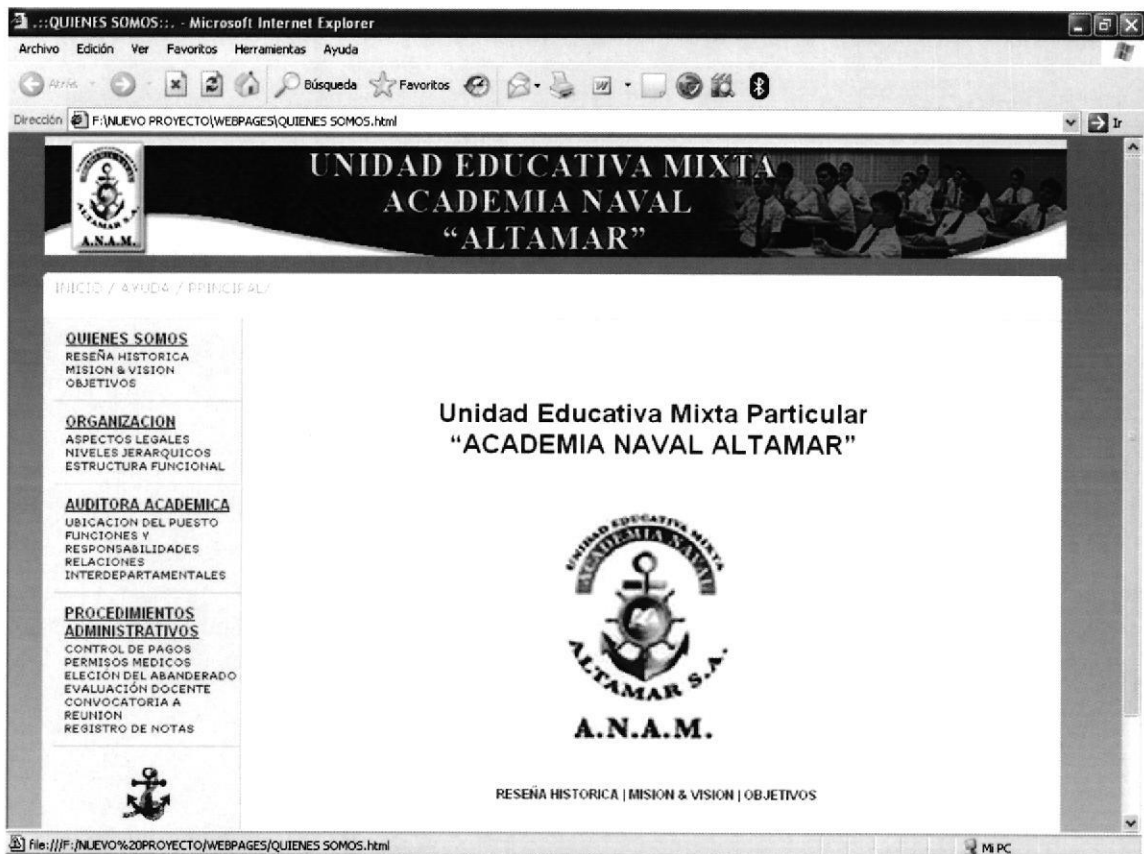 .::QUIENES SOMOS::. - Microsoft Internet Explorer
Archivo Edición Ver Favoritos Herramientas Ayuda
Atrás Búsqueda Favoritos
Dirección F:\NUEVO PROYECTO\WEBPAGES\QUIENES SOMOS.html Ir
UNIDAD EDUCATIVA MIXTA
ACADEMIA NAVAL
“ALTAMAR”
ALTAMAR S.A.
A.N.A.M.
INICIO / AYUDA / PRINCIPAL/
QUIENES SOMOS
RESEÑA HISTORICA
MISION & VISION
OBJETIVOS
ORGANIZACION
ASPECTOS LEGALES
NIVELES JERARQUICOS
ESTRUCTURA FUNCIONAL
AUDITORA ACADEMICA
UBICACION DEL PUESTO
FUNCIONES Y
RESPONSABILIDADES
RELACIONES
INTERDEPARTAMENTALES
PROCEDIMIENTOS
ADMINISTRATIVOS
CONTROL DE PAGOS
PERMISOS MEDICOS
ELECIÓN DEL ABANDERADO
EVALUACIÓN DOCENTE
CONVOCATORIA A
REUNION
REGISTRO DE NOTAS
Unidad Educativa Mixta Particular
“ACADEMIA NAVAL ALTAMAR”
UNIDAD EDUCATIVA MIXTA
ACADEMIA NAVAL
ALTAMAR S.A.
A.N.A.M.
RESEÑA HISTORICA | MISION & VISION | OBJETIVOS
file:///F:/NUEVO%20PROYECTO/WEBPAGES/QUIENES SOMOS.html
Mi PC